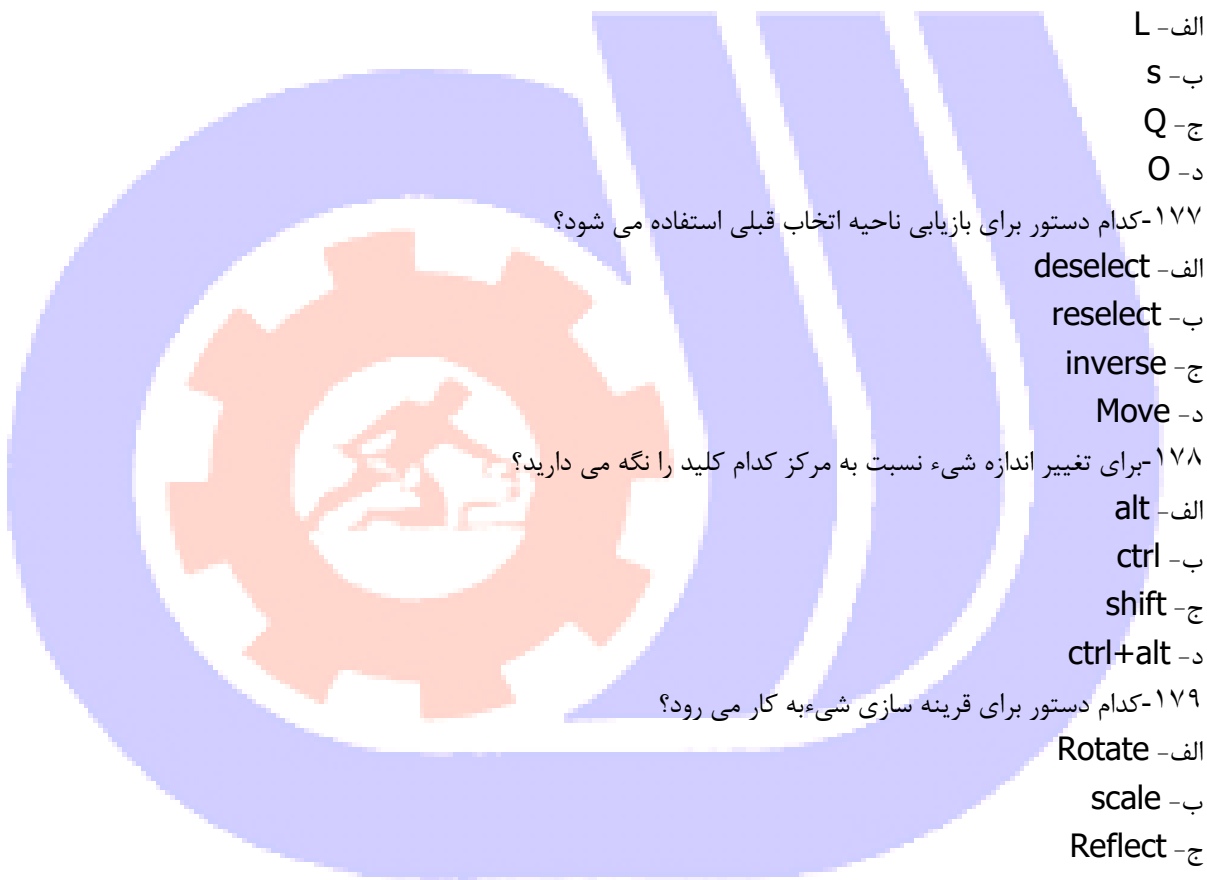 الف- L
ب- s
ج- Q
د- O
۱۷۷-کدام دستور برای بازیابی ناحیه اتخاب قبلی استفاده می شود؟
الف- deselect
ب- reselect
ج- inverse
د- Move
۱۷۸-برای تغییر اندازه شیء نسبت به مرکز کدام کلید را نگه می دارید؟
الف- alt
ب- ctrl
ج- shift
د- ctrl+alt
۱۷۹-کدام دستور برای قرینه سازی شیءبه کار می رود؟
الف- Rotate
ب- scale
ج- Reflect